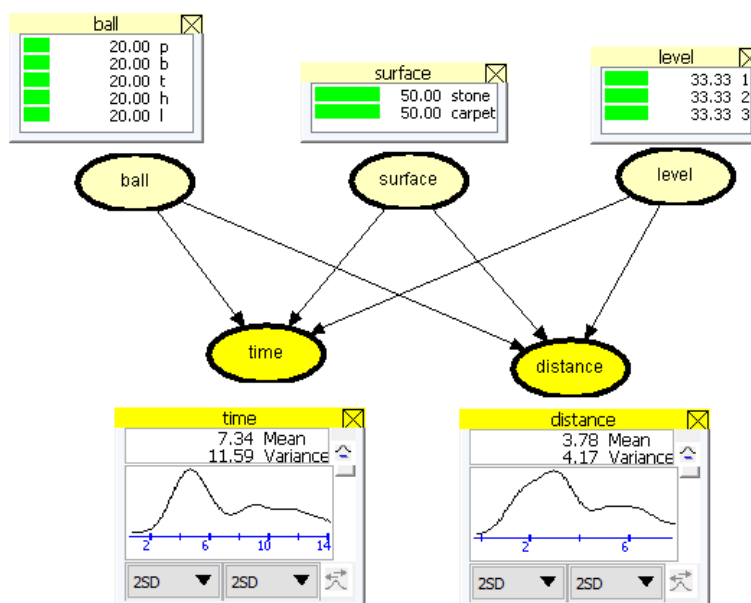 ball
20.00 p
20.00 b
20.00 t
20.00 h
20.00 l
surface
50.00 stone
50.00 carpet
level
33.33 1
33.33 2
33.33 3
ball
surface
level
time
distance
time
7.34 Mean
11.59 Variance
2 6 10 14
2SD 2SD
distance
3.78 Mean
4.17 Variance
2 6
2SD 2SD